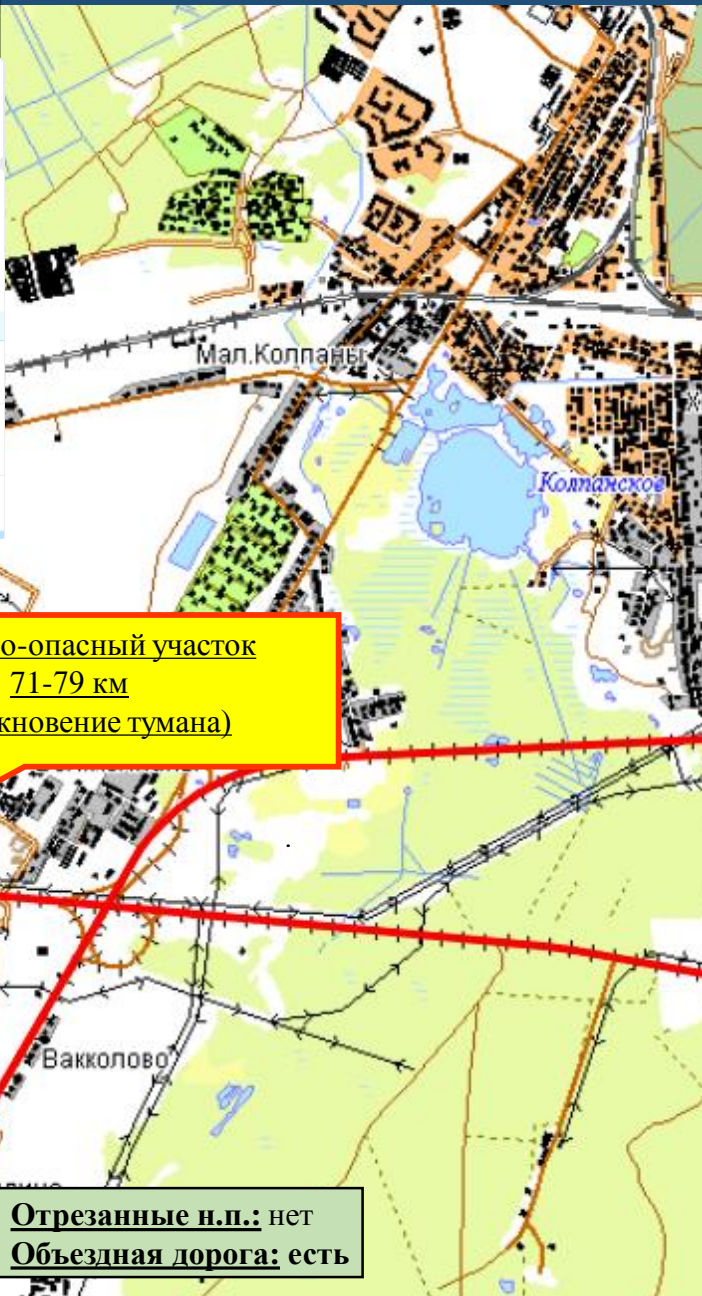 Мал.Колпаны
Колпанское
о-опасный участок
71-79 км
кновение тумана)
Вакколово
Отрезанные н.п.: нет
Объездная дорога: есть